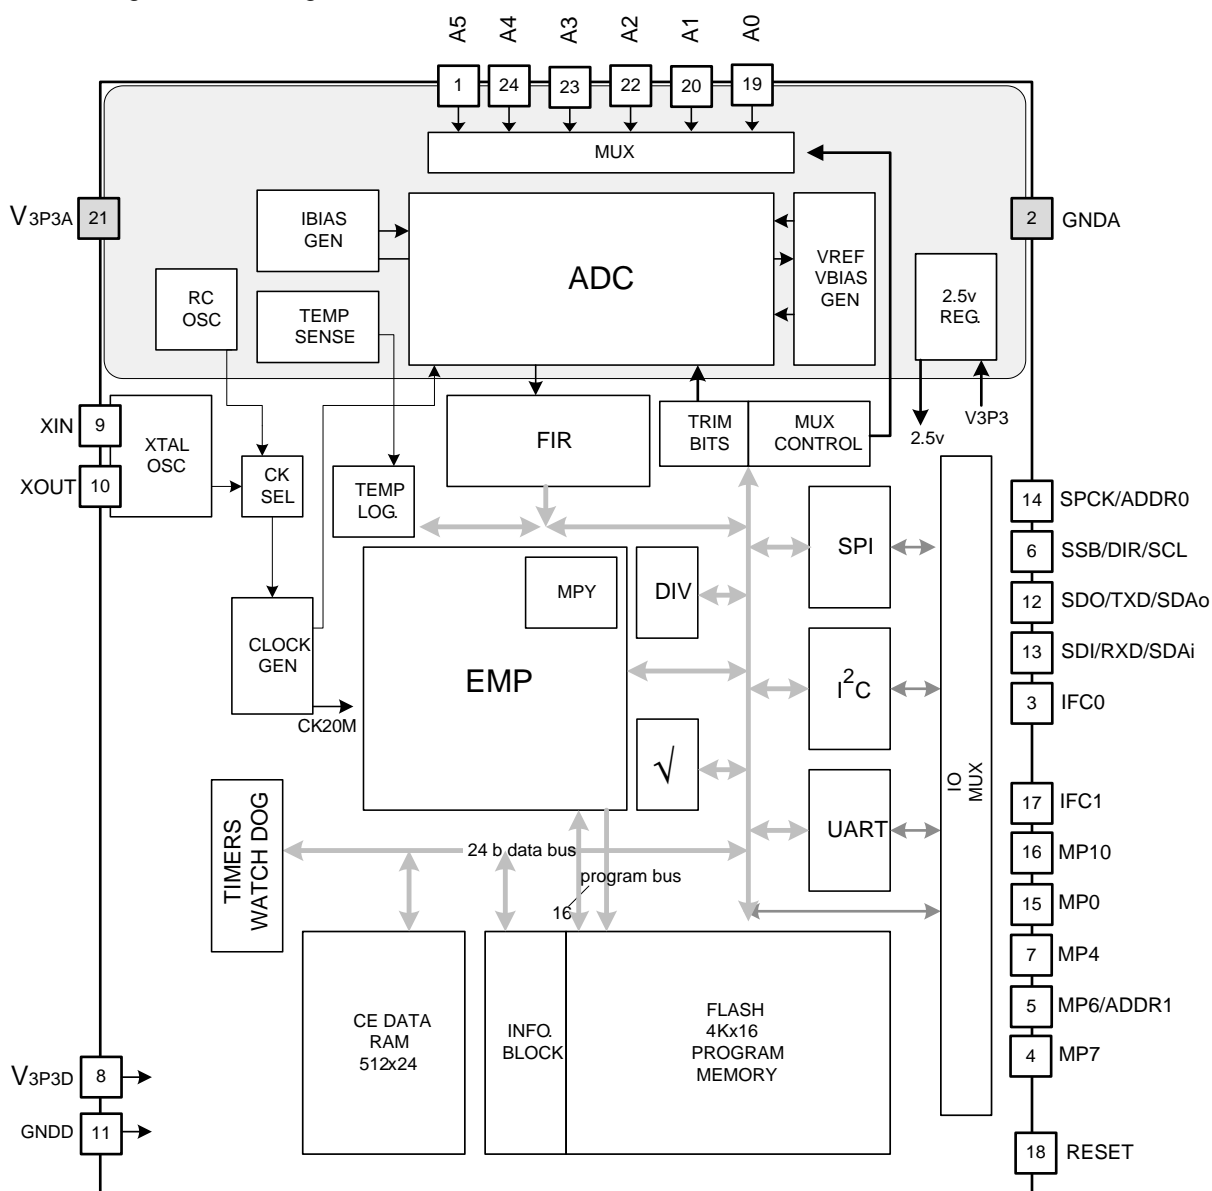 A5 A4 A3 A2 A1 A0
1 24 23 22 20 19
MUX
V3P3A 21
2 GNDA
IBIAS
GEN
ADC
VREF
VBIAS
GEN
RC
OSC
TEMP
SENSE
2.5v
REG.
XIN 9
XOUT 10
XTAL
OSC
CK
SEL
TEMP
LOG.
FIR
TRIM
BITS
MUX
CONTROL
2.5v
V3P3
14 SPCK/ADDR0
6 SSB/DIR/SCL
12 SDO/TXD/SDAo
13 SDI/RXD/SDAi
3 IFC0
17 IFC1
16 MP10
15 MP0
7 MP4
5 MP6/ADDR1
4 MP7
18 RESET
SPI
I2C
UART
IO
MUX
CLOCK
GEN
CK20M
EMP
MPY
DIV
√
TIMERS
WATCH DOG
24 b data bus
program bus
16
CE DATA
RAM
512x24
INFO.
BLOCK
FLASH
4Kx16
PROGRAM
MEMORY
V3P3D 8
GNDD 11